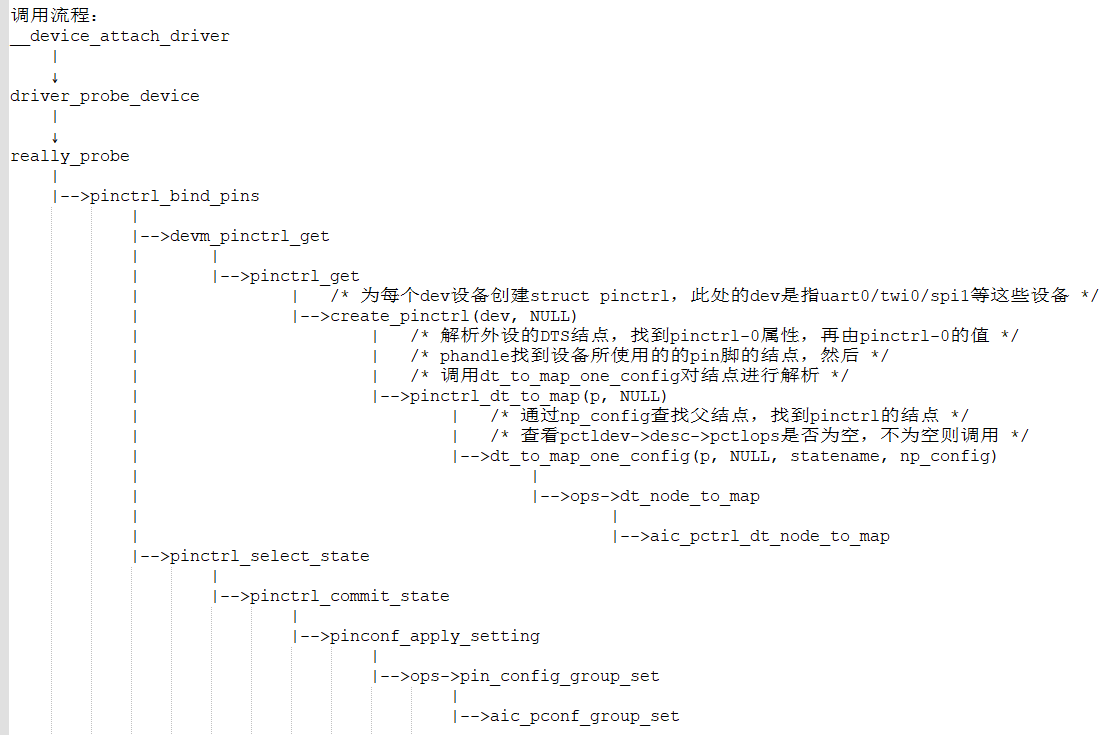 调用流程：
__device_attach_driver
|
↓
driver_probe_device
|
↓
really_probe
|
|-->pinctrl_bind_pins
|
|-->devm_pinctrl_get
| |
| |-->pinctrl_get
| | /* 为每个dev设备创建struct pinctrl，此处的dev是指uart0/twi0/spi1等这些设备 */
| |-->create_pinctrl(dev, NULL)
| | /* 解析外设的DTS结点，找到pinctrl-0属性，再由pinctrl-0的值 */
| | /* phandle找到设备所使用的的pin脚的结点，然后 */
| | /* 调用dt_to_map_one_config对结点进行解析 */
| |-->pinctrl_dt_to_map(p, NULL)
| | /* 通过np_config查找父结点，找到pinctrl的结点 */
| | /* 查看pctldev->desc->pctlops是否为空，不为空则调用 */
| |-->dt_to_map_one_config(p, NULL, statename, np_config)
| |
| |-->ops->dt_node_to_map
| |
| |-->aic_pctrl_dt_node_to_map
|-->pinctrl_select_state
|
|-->pinctrl_commit_state
|
|-->pinconf_apply_setting
|
|-->ops->pin_config_group_set
|
|-->aic_pconf_group_set